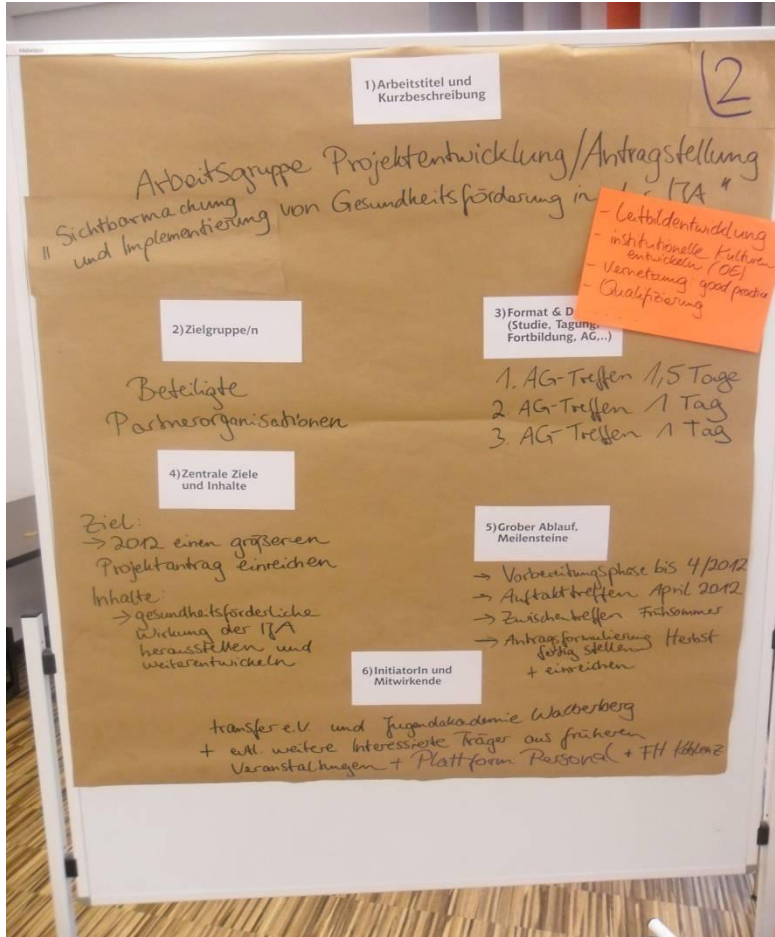 2
1) Arbeitstitel und
Kurzbeschreibung
Arbeitsgruppe Projektentwicklung/Antragstellung
"Sichtbarmachung
und Implementierung von Gesundheitsförderung in der IJA"
- Leitbildentwicklung
- institutionelle Kulturen
entwickeln (OE)
- Vernetzung: good practice
- Qualifizierung
2) Zielgruppe/n
Beteiligte
Partnerorganisationen
3) Format & D
(Studie, Tagung,
Fortbildung, AG,..)
1. AG-Treffen 1,5 Tage
2. AG-Treffen 1 Tag
3. AG-Treffen 1 Tag
4) Zentrale Ziele
und Inhalte
Ziel:
→ 2012 einen größeren
Projektantrag einreichen
Inhalte:
→ gesundheitsförderliche
Wirkung der IJA
herausstellen und
weiterentwickeln
5) Grober Ablauf,
Meilensteine
→ Vorbereitungsphase bis 4/2012
→ Auftakttreffen April 2012
→ Zwischentreffen Frühsommer
→ Antragsformulierung Herbst
fertig stellen
+ einreichen
6) InitiatorIn und
Mitwirkende
transfer e.V. und Jugendakademie Walberberg
+ evtl. weitere Interessierte Träger aus früheren
Veranstaltungen + Plattform Personal + FH Koblenz